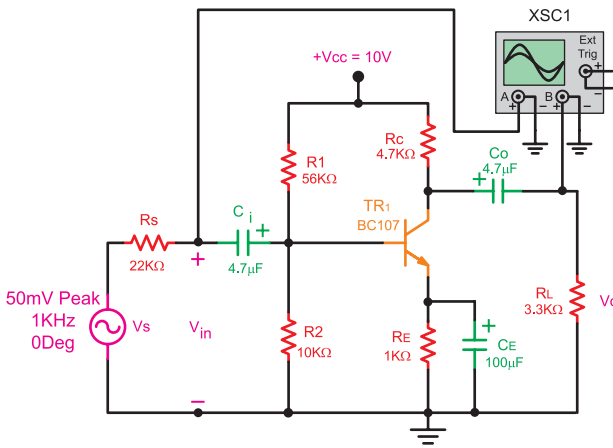 XSC1
Ext
Trig
+
−
A
B
+
−
+
−
+Vcc = 10V
Rc
4.7KΩ
R1
56KΩ
Co
4.7µF
+
TR1
BC107
C i
+
4.7µF
Rs
22KΩ
+
50mV Peak
1KHz
0Deg
Vs
Vin
−
R2
10KΩ
RE
1KΩ
+
CE
100µF
RL
3.3KΩ